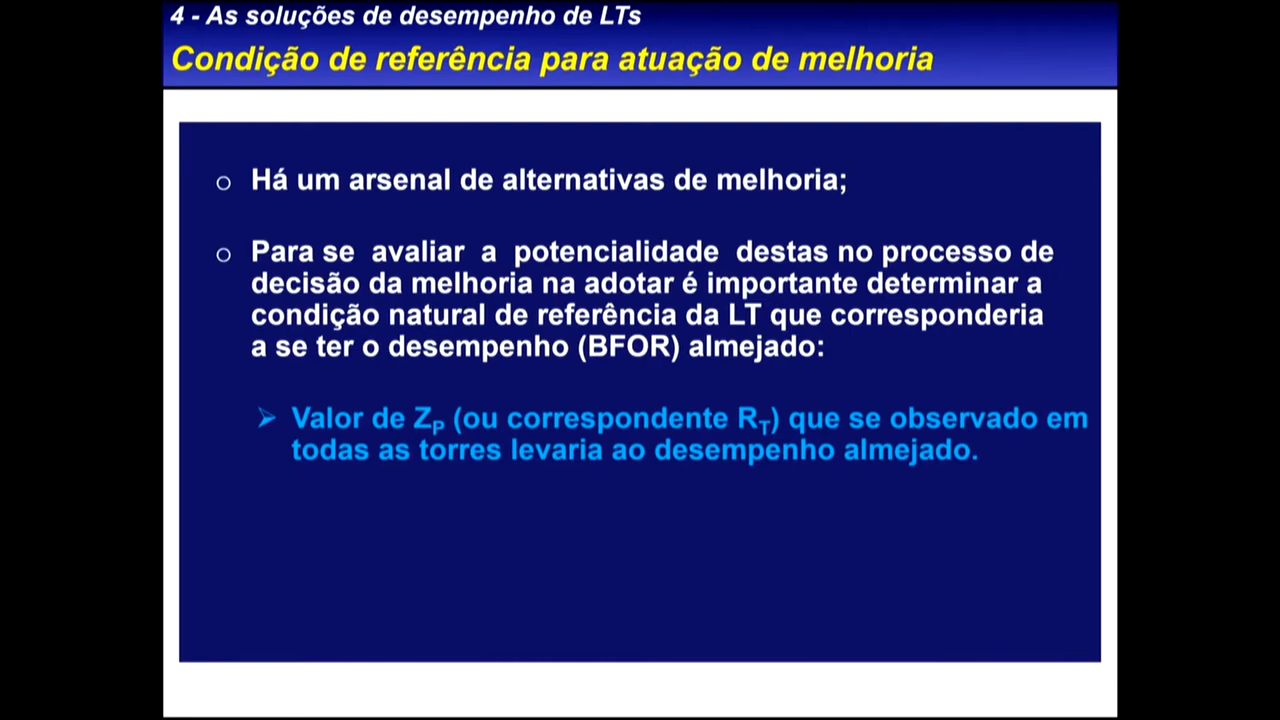 4 - As soluções de desempenho de LTs
Condição de referência para atuação de melhoria
o Há um arsenal de alternativas de melhoria;
o Para se avaliar a potencialidade destas no processo de
decisão da melhoria na adotar é importante determinar a
condição natural de referência da LT que corresponderia
a se ter o desempenho (BFOR) almejado:
➢ Valor de ZP (ou correspondente RT) que se observado em
todas as torres levaria ao desempenho almejado.